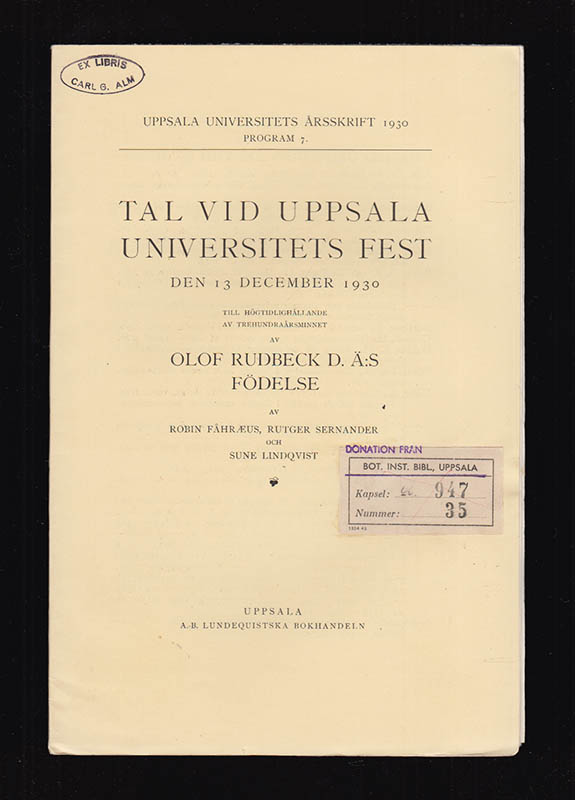 EX LIBRIS
CARL G. ALM
UPPSALA UNIVERSITETS ÅRSSKRIFT 1930
PROGRAM 7.
TAL VID UPPSALA
UNIVERSITETS FEST
DEN 13 DECEMBER 1930
TILL HÖGTIDLIGHÅLLANDE
AV TREHUNDRAÅRSMINNET
AV
OLOF RUDBECK D. Ä:S
FÖDELSE
AV
ROBIN FÅHRÆUS, RUTGER SERNANDER
OCH
SUNE LINDQVIST
DONATION FRÅN
BOT. INST. BIBL., UPPSALA
Kapsel: 947
Nummer: 35
UPPSALA
A.-B. LUNDEQUISTSKA BOKHANDELN